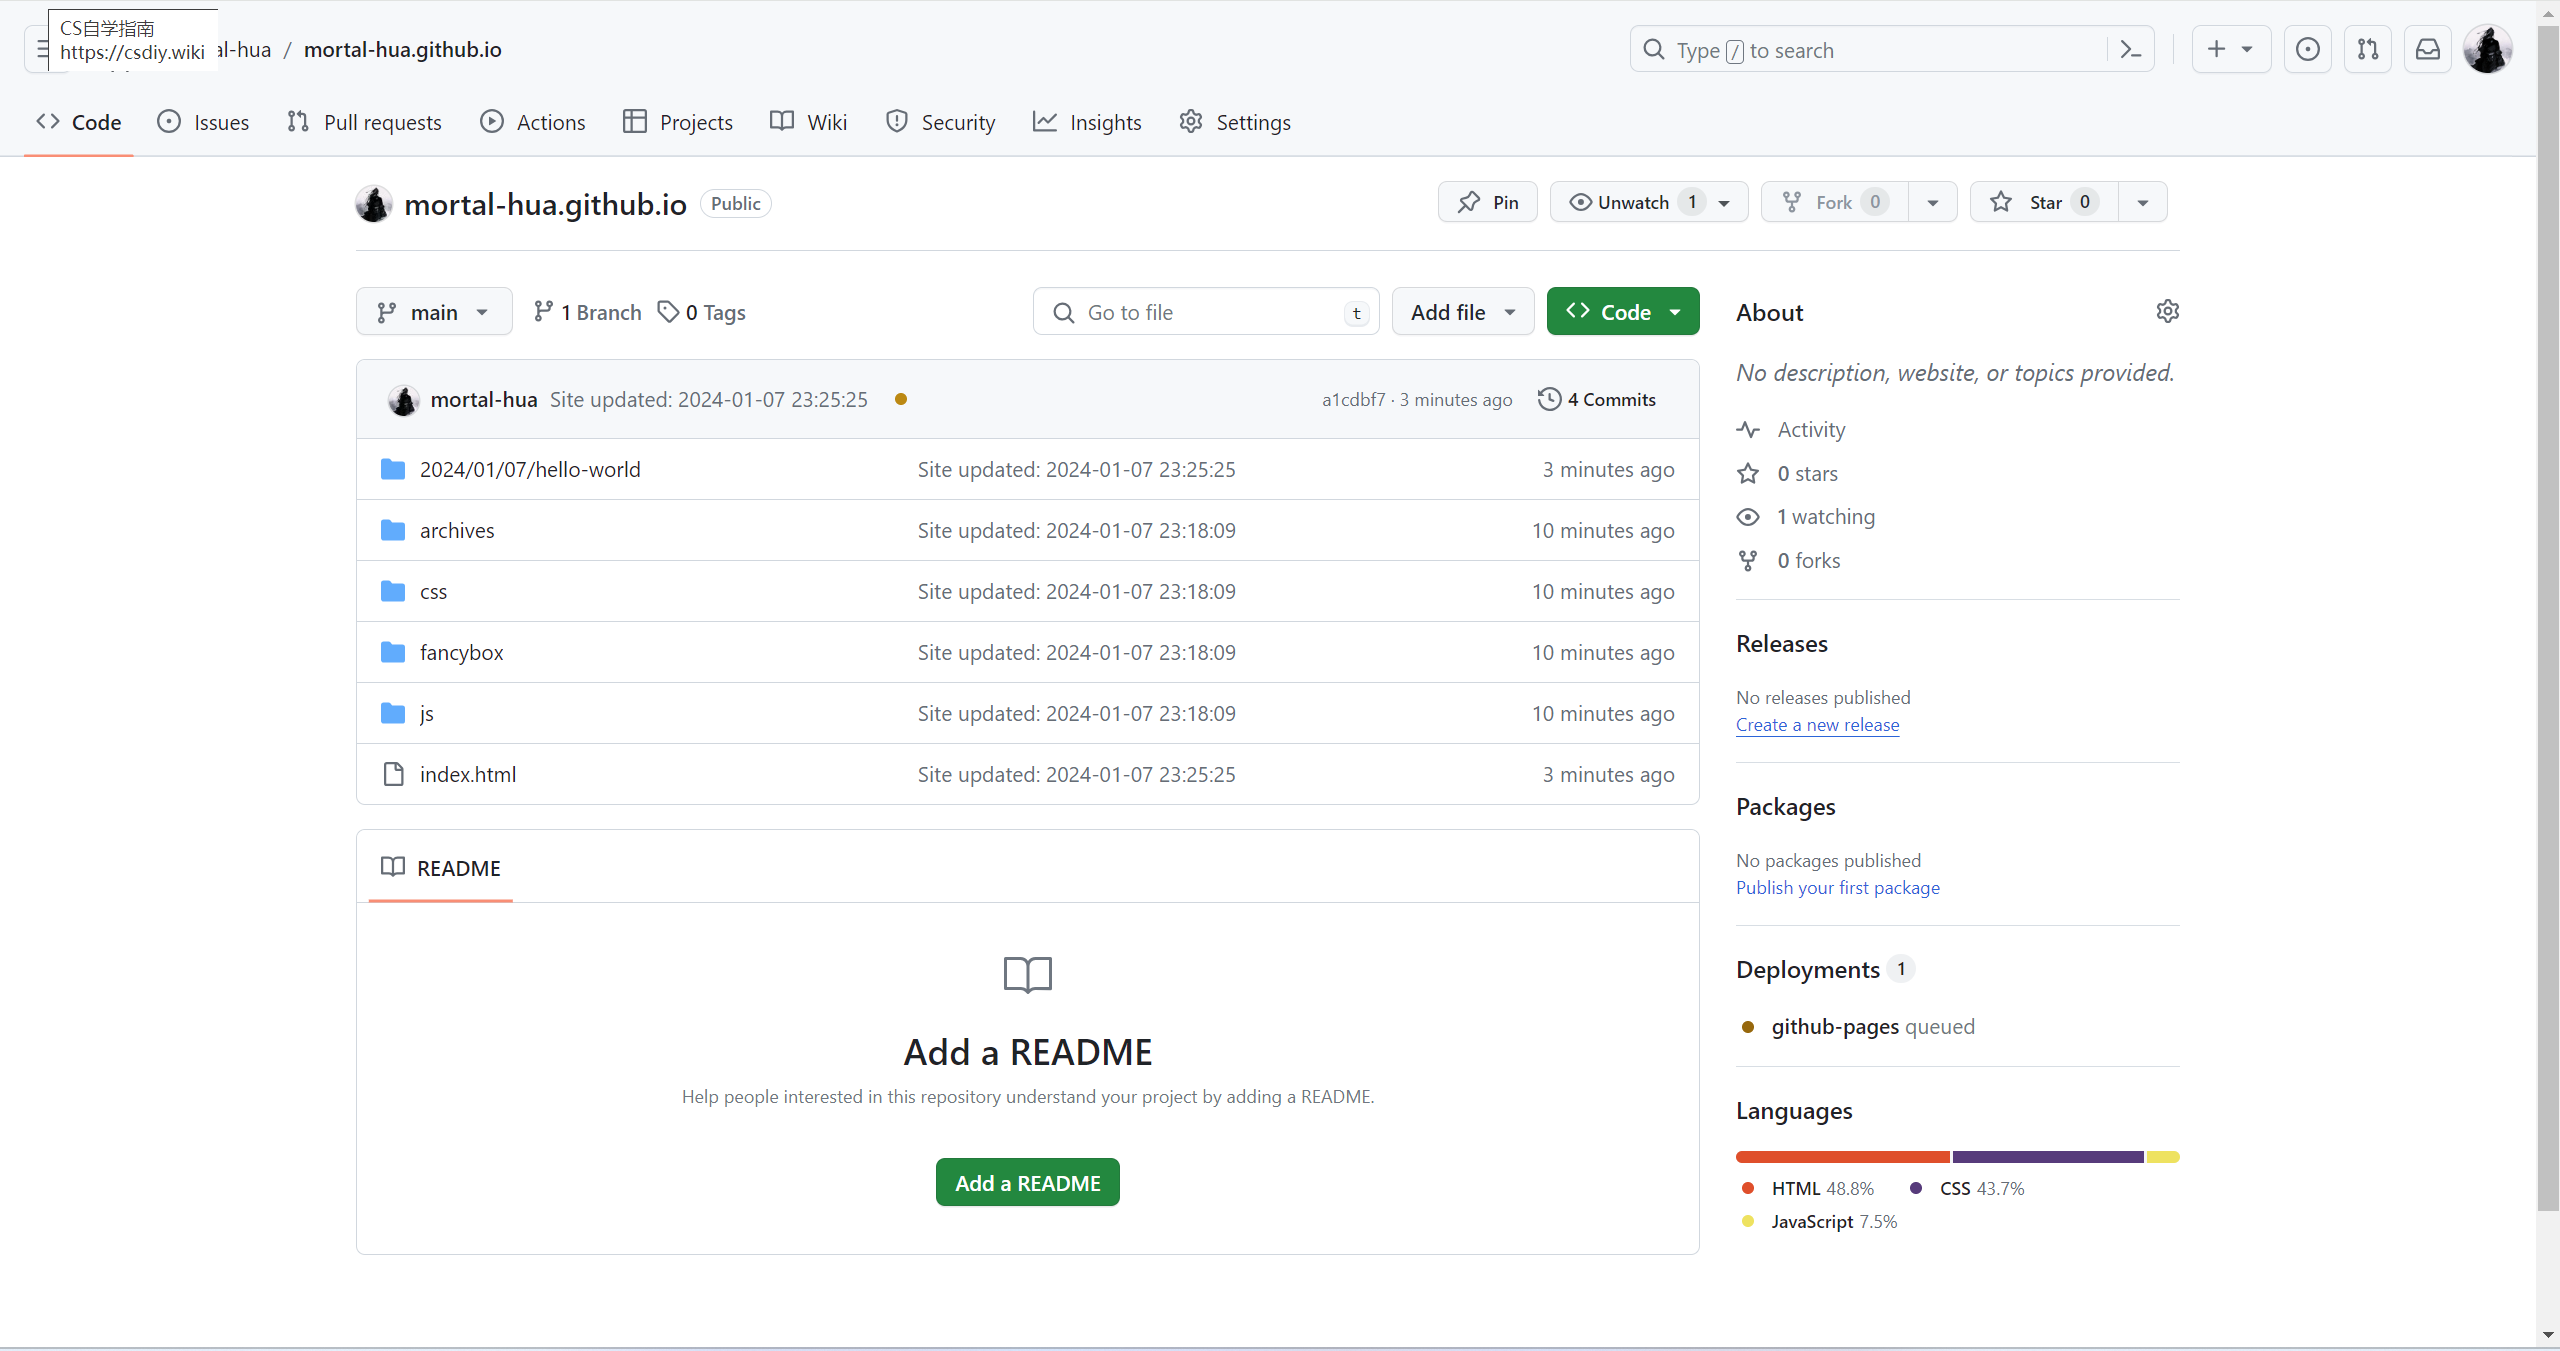 CS自学指南
https://csdiy.wiki
al-hua / mortal-hua.github.io
Type / to search
Code Issues Pull requests Actions Projects Wiki Security Insights Settings
mortal-hua.github.io Public
Pin Unwatch 1 Fork 0 Star 0
main 1 Branch 0 Tags Go to file t Add file Code
mortal-hua Site updated: 2024-01-07 23:25:25 a1cdbf7 · 3 minutes ago 4 Commits
2024/01/07/hello-world Site updated: 2024-01-07 23:25:25 3 minutes ago
archives Site updated: 2024-01-07 23:18:09 10 minutes ago
css Site updated: 2024-01-07 23:18:09 10 minutes ago
fancybox Site updated: 2024-01-07 23:18:09 10 minutes ago
js Site updated: 2024-01-07 23:18:09 10 minutes ago
index.html Site updated: 2024-01-07 23:25:25 3 minutes ago
README
Add a README
Help people interested in this repository understand your project by adding a README.
Add a README
About
No description, website, or topics provided.
Activity
0 stars
1 watching
0 forks
Releases
No releases published
Create a new release
Packages
No packages published
Publish your first package
Deployments 1
github-pages queued
Languages
HTML 48.8% CSS 43.7%
JavaScript 7.5%